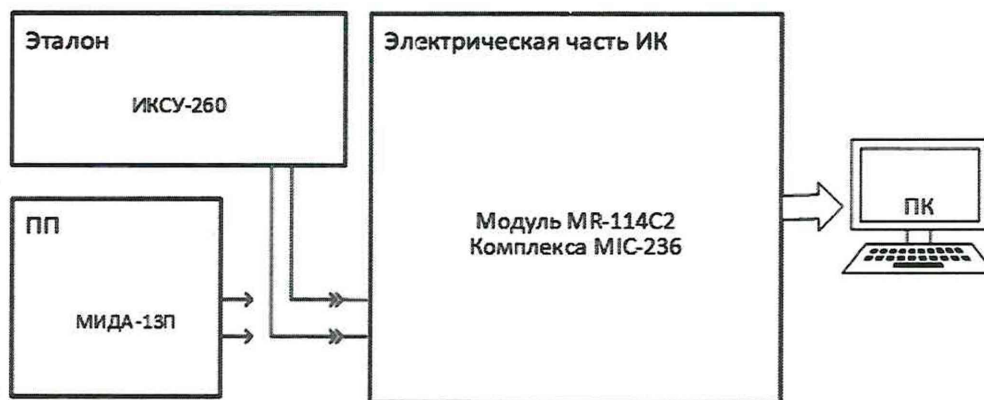 Эталон
ИКСУ-260
Электрическая часть ИК
ПП
МИДА-13П
Модуль MR-114C2
Комплекса MIC-236
ПК